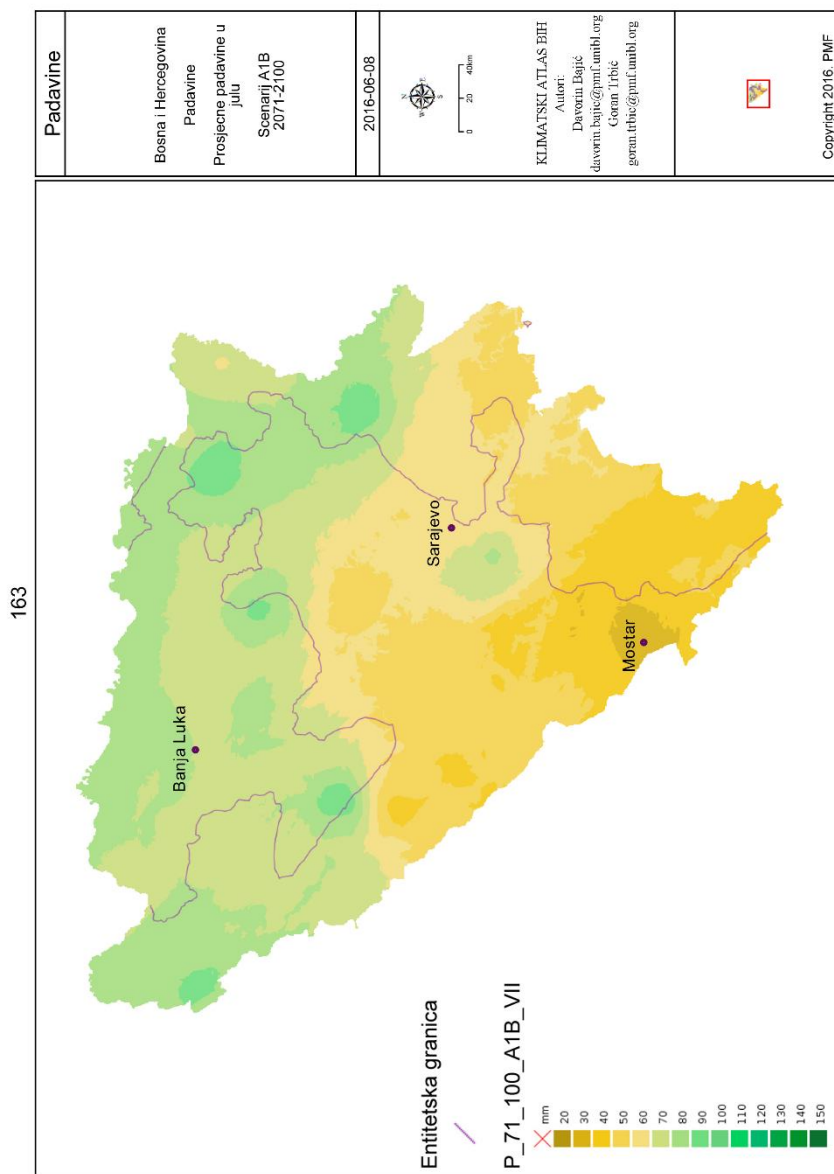 163
Padavine
Bosna i Hercegovina
Padavine
Prosjecne padavine u
julu
Scenarij A1B
2071-2100
2016-06-08
N
W
E
S
0 20 40km
KLIMATSKI ATLAS BIH
Autori:
Davorin Bajić
davorin.bajic@pmf.unibl.org
Goran Trbić
goran.trbic@pmf.unibl.org
Copyright 2016. PMF
Banja Luka
Sarajevo
Mostar
Entitetska granica
P_71_100_A1B_VII
mm
20
30
40
50
60
70
80
90
100
110
120
130
140
150